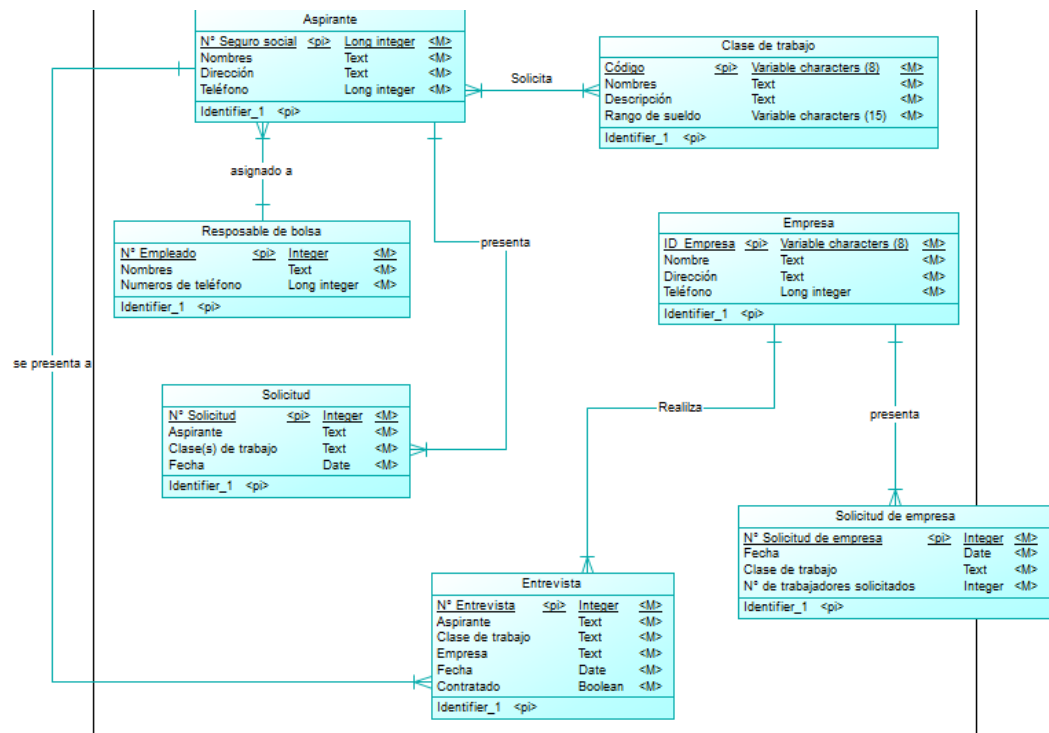 Aspirante
N° Seguro social <pi> Long integer <M>
Nombres Text <M>
Dirección Text <M>
Teléfono Long integer <M>
Identifier_1 <pi>
Clase de trabajo
Código <pi> Variable characters (8) <M>
Nombres Text <M>
Descripción Text <M>
Rango de sueldo Variable characters (15) <M>
Identifier_1 <pi>
Solicita
asignado a
Resposable de bolsa
N° Empleado <pi> Integer <M>
Nombres Text <M>
Numeros de teléfono Long integer <M>
Identifier_1 <pi>
presenta
Empresa
ID_Empresa <pi> Variable characters (8) <M>
Nombre Text <M>
Dirección Text <M>
Teléfono Long integer <M>
Identifier_1 <pi>
se presenta a
Solicitud
N° Solicitud <pi> Integer <M>
Aspirante Text <M>
Clase(s) de trabajo Text <M>
Fecha Date <M>
Identifier_1 <pi>
Realilza
presenta
Solicitud de empresa
N° Solicitud de empresa <pi> Integer <M>
Fecha Date <M>
Clase de trabajo Text <M>
N° de trabajadores solicitados Integer <M>
Identifier_1 <pi>
Entrevista
N° Entrevista <pi> Integer <M>
Aspirante Text <M>
Clase de trabajo Text <M>
Empresa Text <M>
Fecha Date <M>
Contratado Boolean <M>
Identifier_1 <pi>